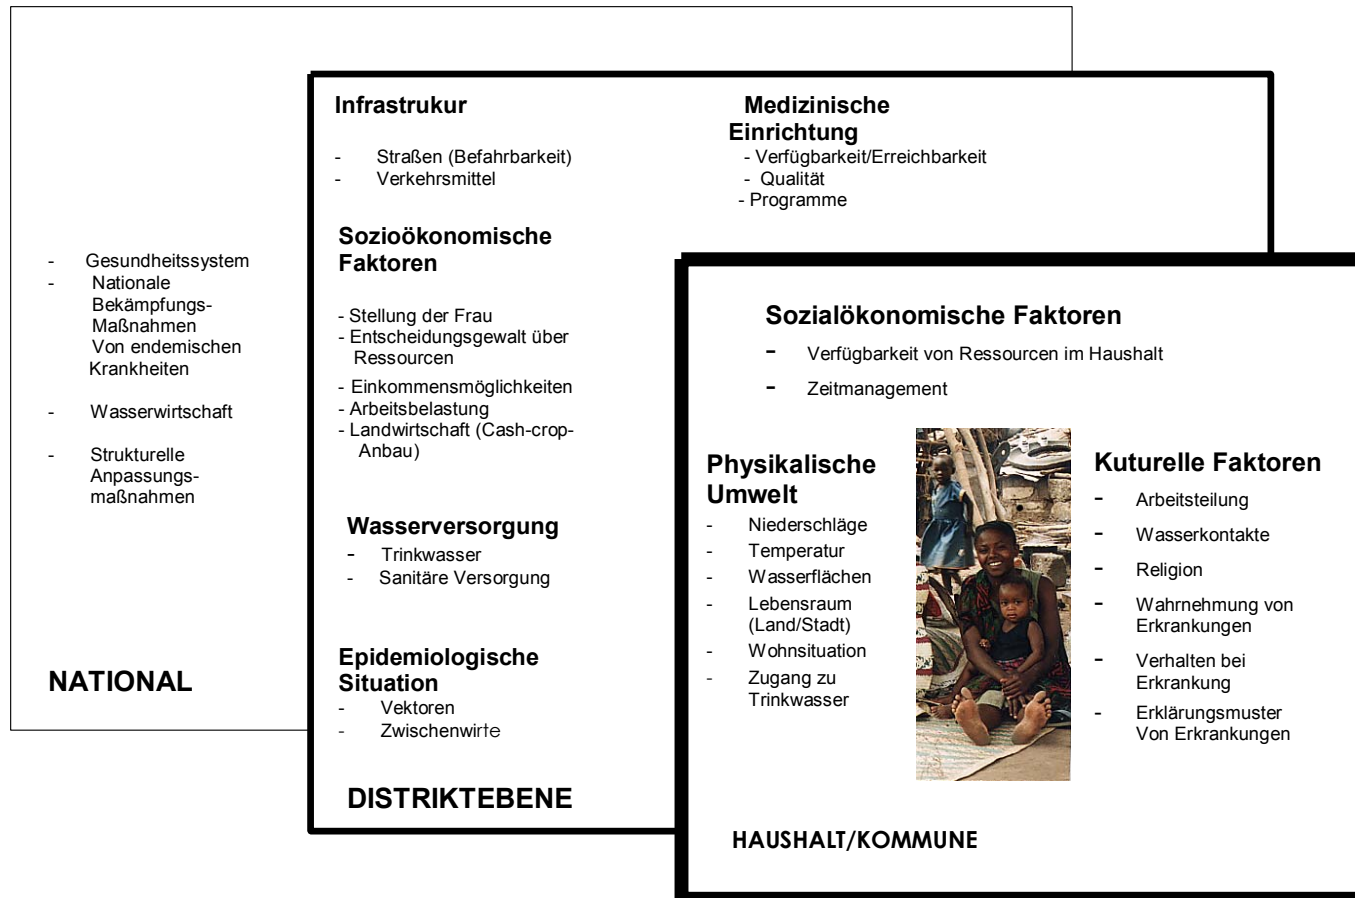 - Gesundheitssystem
- Nationale
Bekämpfungs-
Maßnahmen
Von endemischen
Krankheiten
- Wasserwirtschaft
- Strukturelle
Anpassungs-
maßnahmen
NATIONAL
Infrastrukur
- Straßen (Befahrbarkeit)
- Verkehrsmittel
Medizinische
Einrichtung
- Verfügbarkeit/Erreichbarkeit
- Qualität
- Programme
Sozioökonomische
Faktoren
- Stellung der Frau
- Entscheidungsgewalt über
Ressourcen
- Einkommensmöglichkeiten
- Arbeitsbelastung
- Landwirtschaft (Cash-crop-
Anbau)
Wasserversorgung
- Trinkwasser
- Sanitäre Versorgung
Epidemiologische
Situation
- Vektoren
- Zwischenwirte
DISTRIKTEBENE
Sozialökonomische Faktoren
- Verfügbarkeit von Ressourcen im Haushalt
- Zeitmanagement
Physikalische
Umwelt
- Niederschläge
- Temperatur
- Wasserflächen
- Lebensraum
(Land/Stadt)
- Wohnsituation
- Zugang zu
Trinkwasser
Kuturelle Faktoren
- Arbeitsteilung
- Wasserkontakte
- Religion
- Wahrnehmung von
Erkrankungen
- Verhalten bei
Erkrankung
- Erklärungsmuster
Von Erkrankungen
HAUSHALT/KOMMUNE